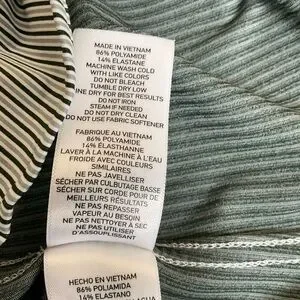 MADE IN VIETNAM
86% POLYAMIDE
14% ELASTANE
MACHINE WASH COLD
WITH LIKE COLORS
DO NOT BLEACH
TUMBLE DRY LOW
LINE DRY FOR BEST RESULTS
DO NOT IRON
STEAM IF NEEDED
DO NOT DRY CLEAN
DO NOT USE FABRIC SOFTENER
FABRIQUE AU VIETNAM
86% POLYAMIDE
14% ÉLASTHANNE
LAVER À LA MACHINE À L'EAU
FROIDE AVEC COULEURS
SIMILAIRES
NE PAS JAVELLISER
SÉCHER PAR CULBUTAGE BASSE
SÉCHER SUR CORDE POUR DE
MEILLEURS RÉSULTATS
NE PAS REPASSER
VAPEUR AU BESOIN
NE PAS NETTOYER À SEC
NE PAS UTILISER
D'ASSOUPLISSANT
HECHO EN VIETNAM
86% POLIAMIDA
14% ELASTANO
AGUA